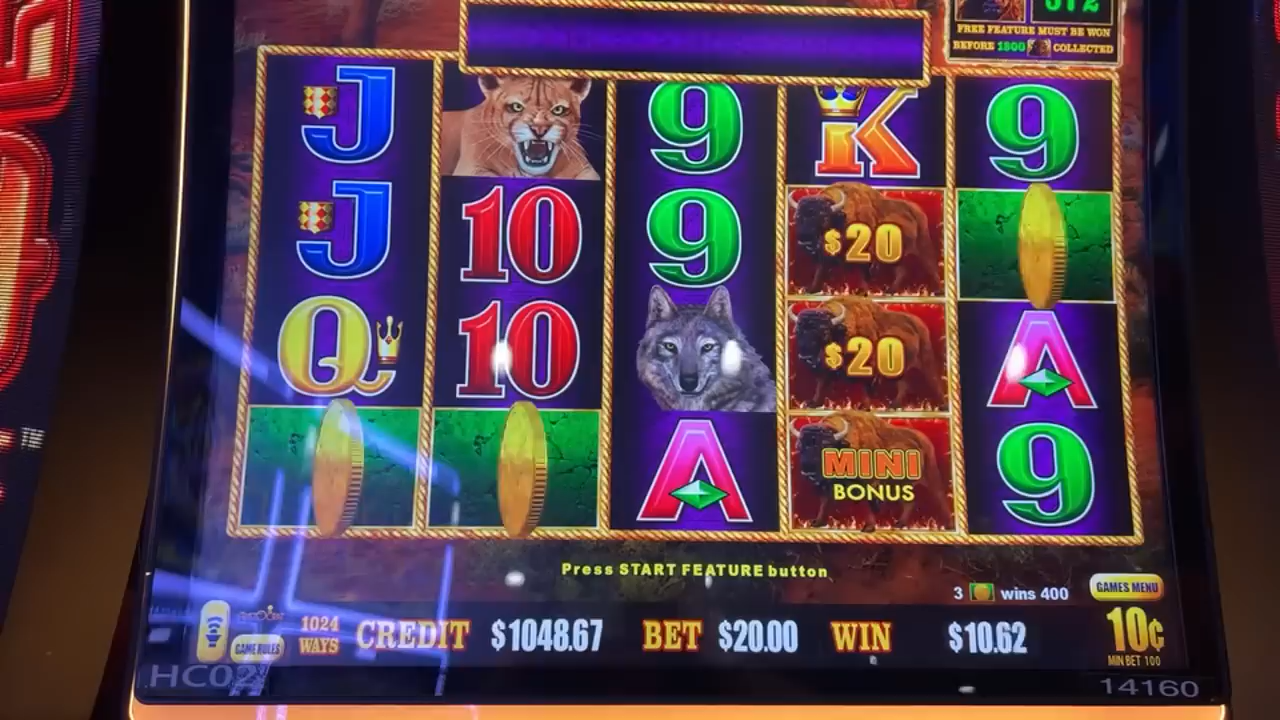 512
FREE FEATURE MUST BE WON
BEFORE 1800 COLLECTED
J 9 K 9
J 10 9 $20
Q 10 $20 A
A MINI BONUS 9
Press START FEATURE button
3 wins 400
GAMES MENU
GAME RULES
1024 WAYS
CREDIT $1048.67 BET $20.00 WIN $10.62
10¢
MIN BET 100
HC02
14160